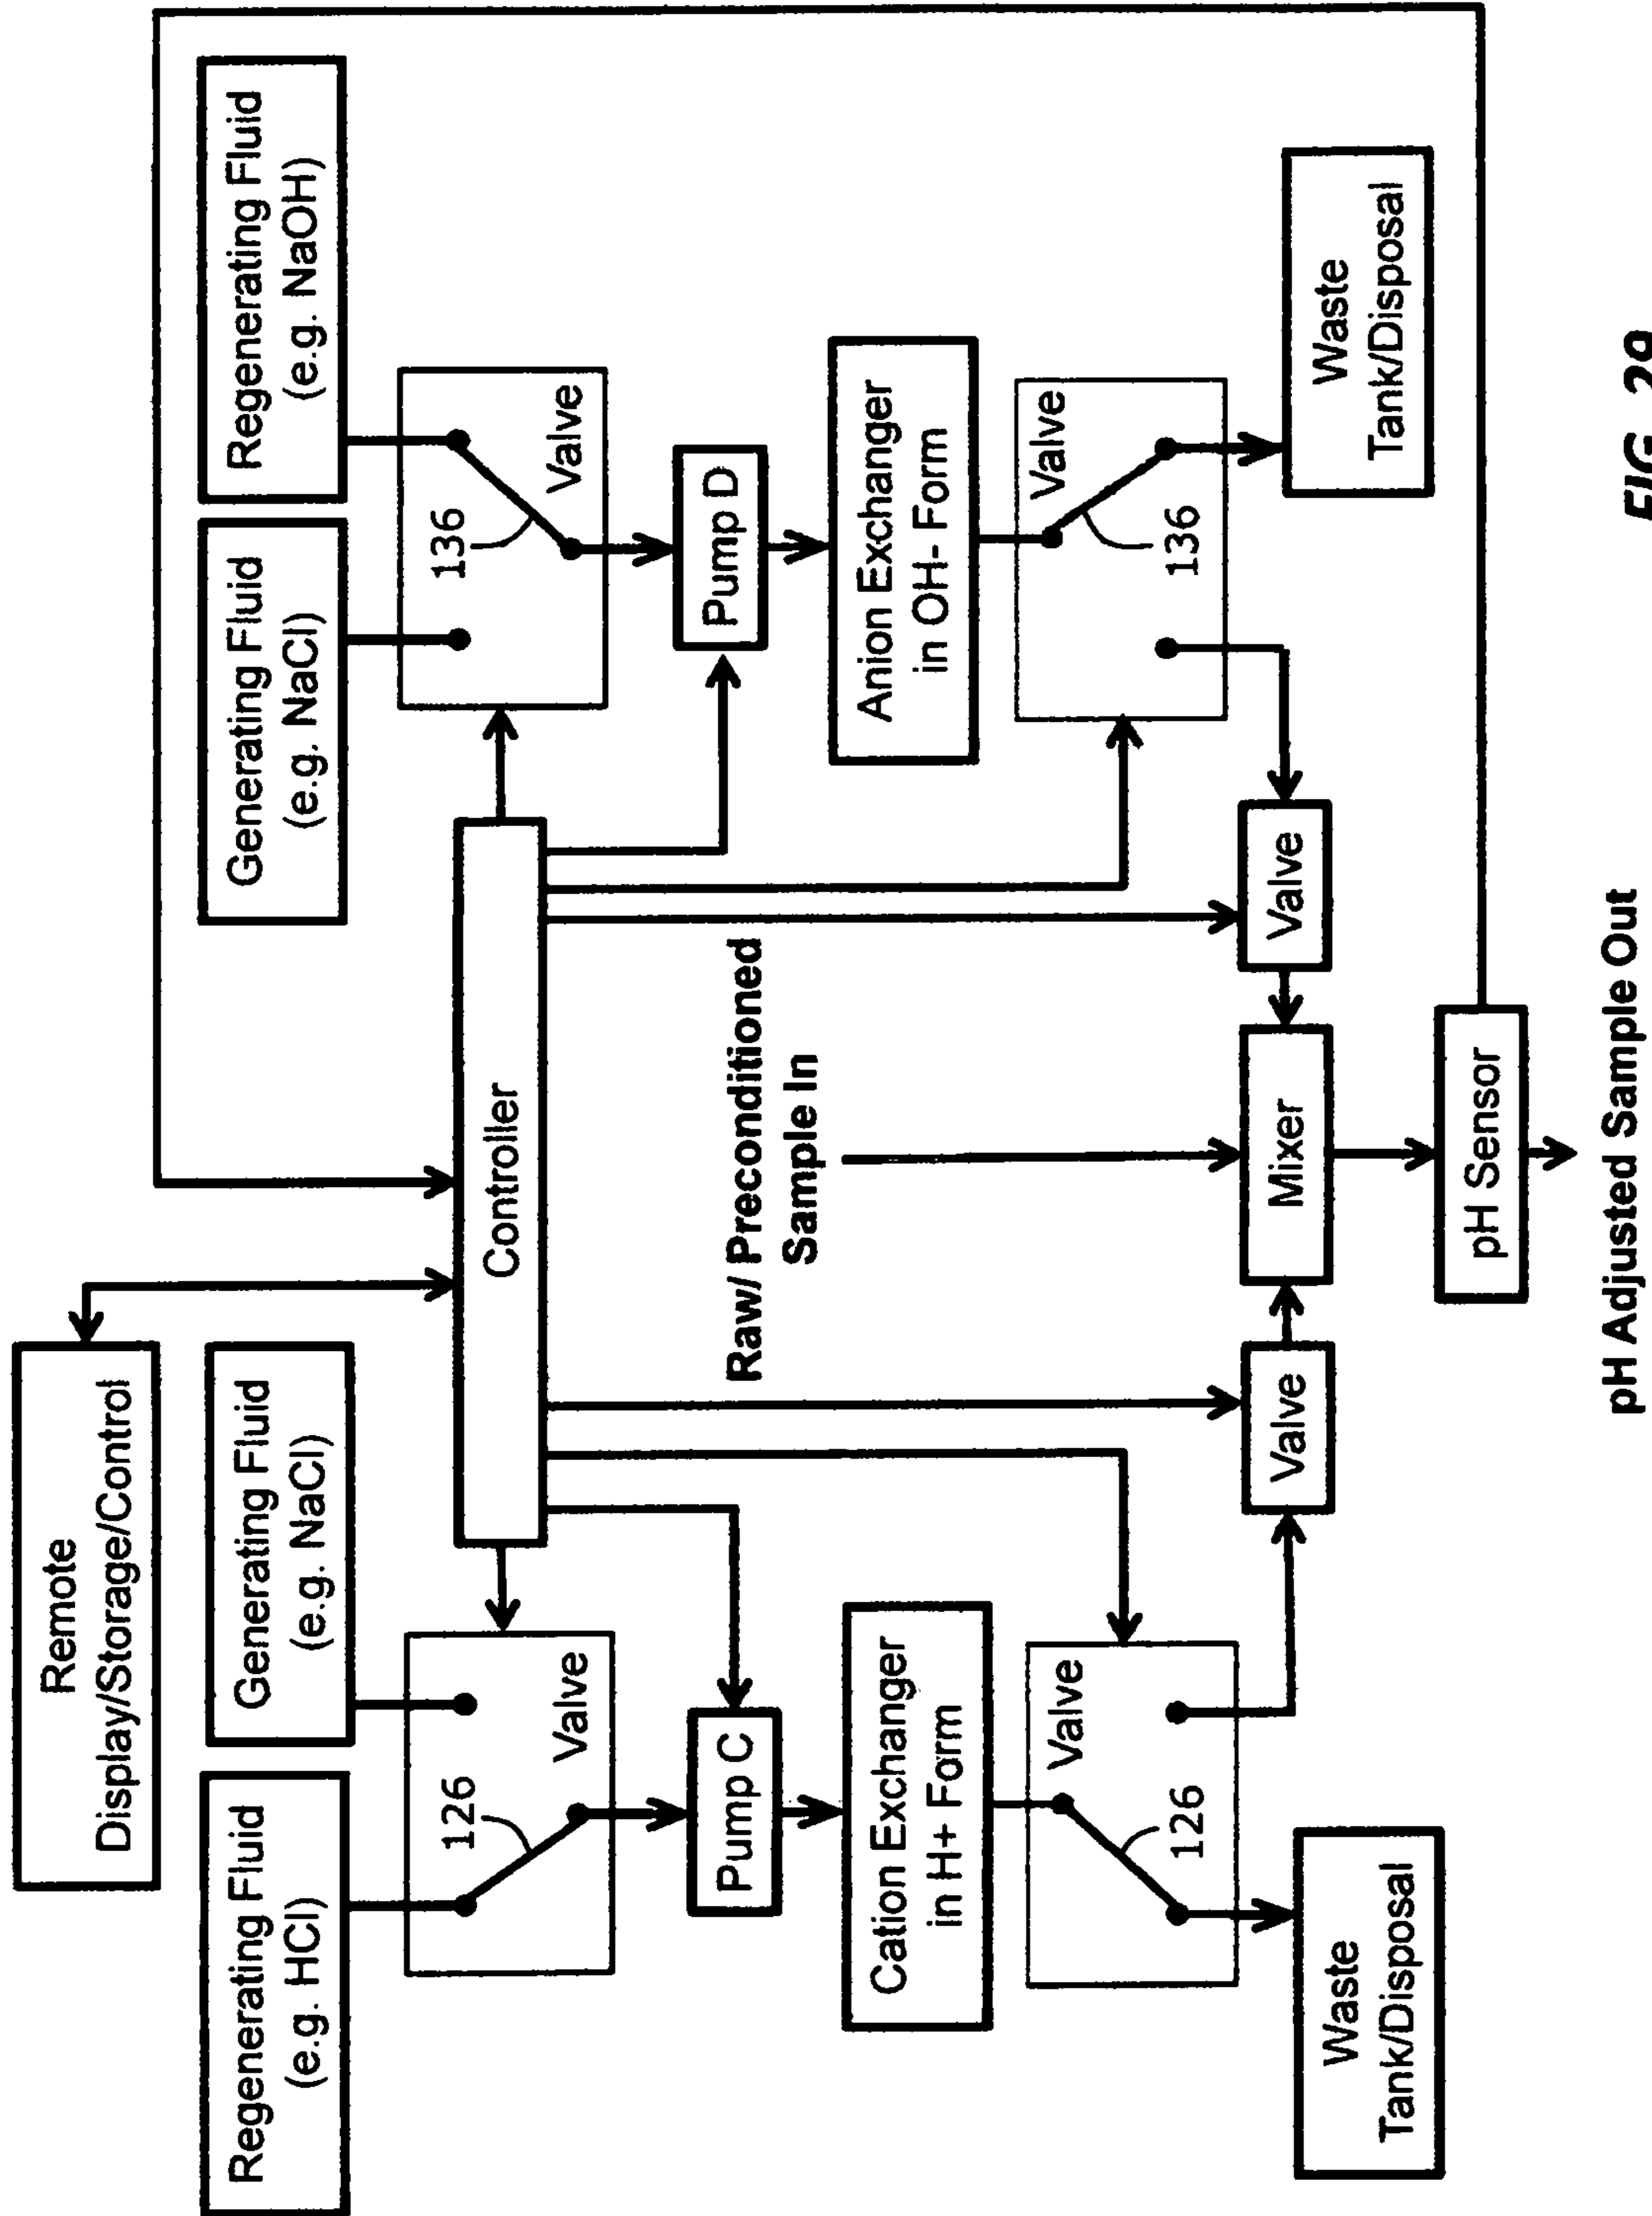 Remote
Display/Storage/Control
Regenerating Fluid
(e.g. HCl)
Generating Fluid
(e.g. NaCl)
Generating Fluid
(e.g. NaCl)
Regenerating Fluid
(e.g. NaOH)
126
Valve
Controller
136
Valve
Pump C
Raw/ Preconditioned
Sample In
Pump D
Cation Exchanger
in H+ Form
Anion Exchanger
in OH- Form
Valve
126
Valve
136
Waste
Tank/Disposal
Valve
Mixer
Valve
Waste
Tank/Disposal
pH Sensor
pH Adjusted Sample Out
FIG. 29